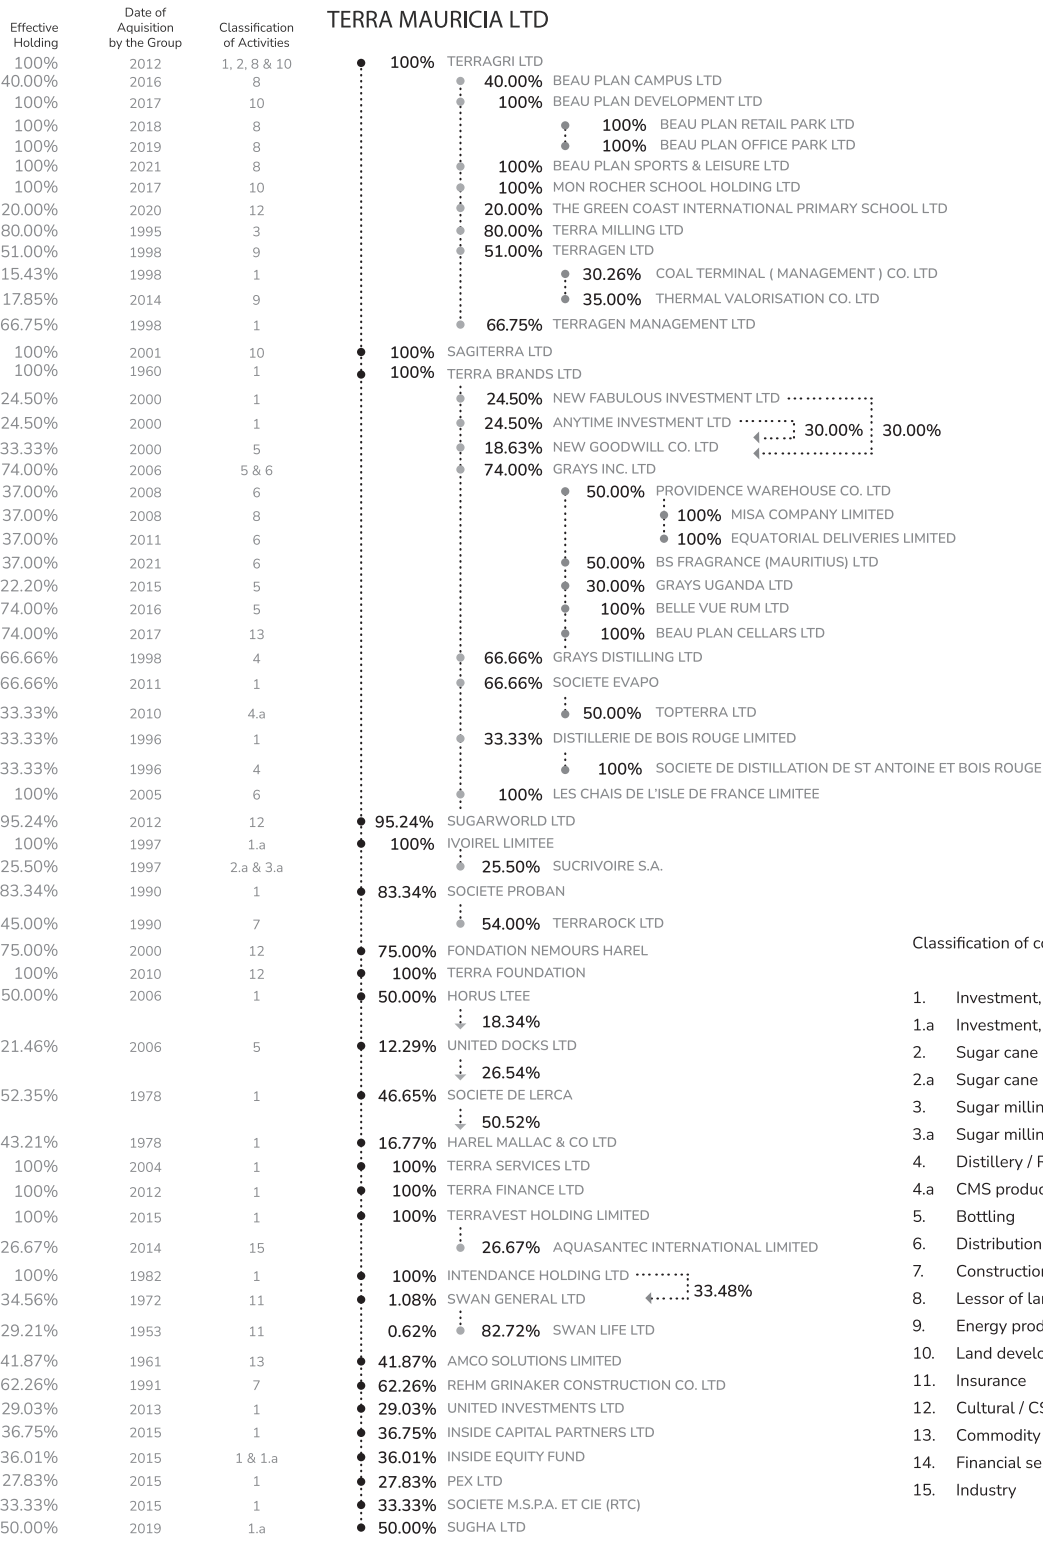 TERRA MAURICIA LTD
Effective Holding Date of Aquisition by the Group Classification of Activities
100% 2012 1, 2, 8 & 10 100% TERRAGRI LTD
40.00% 2016 8 40.00% BEAU PLAN CAMPUS LTD
100% 2017 10 100% BEAU PLAN DEVELOPMENT LTD
100% 2018 8 100% BEAU PLAN RETAIL PARK LTD
100% 2019 8 100% BEAU PLAN OFFICE PARK LTD
100% 2021 8 100% BEAU PLAN SPORTS & LEISURE LTD
100% 2017 10 100% MON ROCHER SCHOOL HOLDING LTD
20.00% 2020 12 20.00% THE GREEN COAST INTERNATIONAL PRIMARY SCHOOL LTD
80.00% 1995 3 80.00% TERRA MILLING LTD
51.00% 1998 9 51.00% TERRAGEN LTD
15.43% 1998 1 30.26% COAL TERMINAL ( MANAGEMENT ) CO. LTD
17.85% 2014 9 35.00% THERMAL VALORISATION CO. LTD
66.75% 1998 1 66.75% TERRAGEN MANAGEMENT LTD
100% 2001 10 100% SAGITERRA LTD
100% 1960 1 100% TERRA BRANDS LTD
24.50% 2000 1 24.50% NEW FABULOUS INVESTMENT LTD
24.50% 2000 1 24.50% ANYTIME INVESTMENT LTD 30.00% 30.00%
33.33% 2000 5 18.63% NEW GOODWILL CO. LTD
74.00% 2006 5 & 6 74.00% GRAYS INC. LTD
37.00% 2008 6 50.00% PROVIDENCE WAREHOUSE CO. LTD
37.00% 2008 8 100% MISA COMPANY LIMITED
37.00% 2011 6 100% EQUATORIAL DELIVERIES LIMITED
37.00% 2021 6 50.00% BS FRAGRANCE (MAURITIUS) LTD
22.20% 2015 5 30.00% GRAYS UGANDA LTD
74.00% 2016 5 100% BELLE VUE RUM LTD
74.00% 2017 13 100% BEAU PLAN CELLARS LTD
66.66% 1998 4 66.66% GRAYS DISTILLING LTD
66.66% 2011 1 66.66% SOCIETE EVAPO
33.33% 2010 4.a 50.00% TOPTERRA LTD
33.33% 1996 1 33.33% DISTILLERIE DE BOIS ROUGE LIMITED
33.33% 1996 4 100% SOCIETE DE DISTILLATION DE ST ANTOINE ET BOIS ROUGE
100% 2005 6 100% LES CHAIS DE L'ISLE DE FRANCE LIMITEE
95.24% 2012 12 95.24% SUGARWORLD LTD
100% 1997 1.a 100% IVOIREL LIMITEE
25.50% 1997 2.a & 3.a 25.50% SUCRIVOIRE S.A.
83.34% 1990 1 83.34% SOCIETE PROBAN
45.00% 1990 7 54.00% TERRAROCK LTD
75.00% 2000 12 75.00% FONDATION NEMOURS HAREL
100% 2010 12 100% TERRA FOUNDATION
50.00% 2006 1 50.00% HORUS LTEE
18.34%
21.46% 2006 5 12.29% UNITED DOCKS LTD
26.54%
52.35% 1978 1 46.65% SOCIETE DE LERCA
50.52%
43.21% 1978 1 16.77% HAREL MALLAC & CO LTD
100% 2004 1 100% TERRA SERVICES LTD
100% 2012 1 100% TERRA FINANCE LTD
100% 2015 1 100% TERRAVEST HOLDING LIMITED
26.67% 2014 15 26.67% AQUASANTEC INTERNATIONAL LIMITED
100% 1982 1 100% INTENDANCE HOLDING LTD
33.48%
34.56% 1972 11 1.08% SWAN GENERAL LTD
29.21% 1953 11 0.62% 82.72% SWAN LIFE LTD
41.87% 1961 13 41.87% AMCO SOLUTIONS LIMITED
62.26% 1991 7 62.26% REHM GRINAKER CONSTRUCTION CO. LTD
29.03% 2013 1 29.03% UNITED INVESTMENTS LTD
36.75% 2015 1 36.75% INSIDE CAPITAL PARTNERS LTD
36.01% 2015 1 & 1.a 36.01% INSIDE EQUITY FUND
27.83% 2015 1 27.83% PEX LTD
33.33% 2015 1 33.33% SOCIETE M.S.P.A. ET CIE (RTC)
50.00% 2019 1.a 50.00% SUGHA LTD
Classification of
1. Investment,
1.a Investment,
2. Sugar cane
2.a Sugar cane
3. Sugar
3.a Sugar
4. Distillery /
4.a CMS
5. Bottling
6. Distribution
7.
8. Lessor of
9. Energy
10. Land
11. Insurance
12. Cultural /
13. Commodity
14. Financial
15. Industry